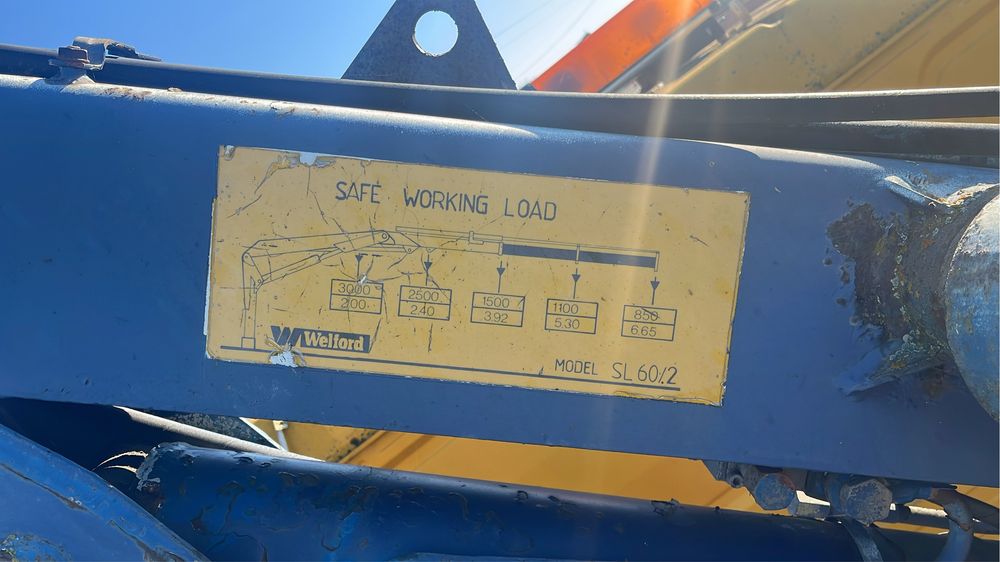 SAFE WORKING LOAD
3000 2500 1500 1100 850
2.00 2.40 3.92 5.30 6.65
Welford
MODEL SL 60/2